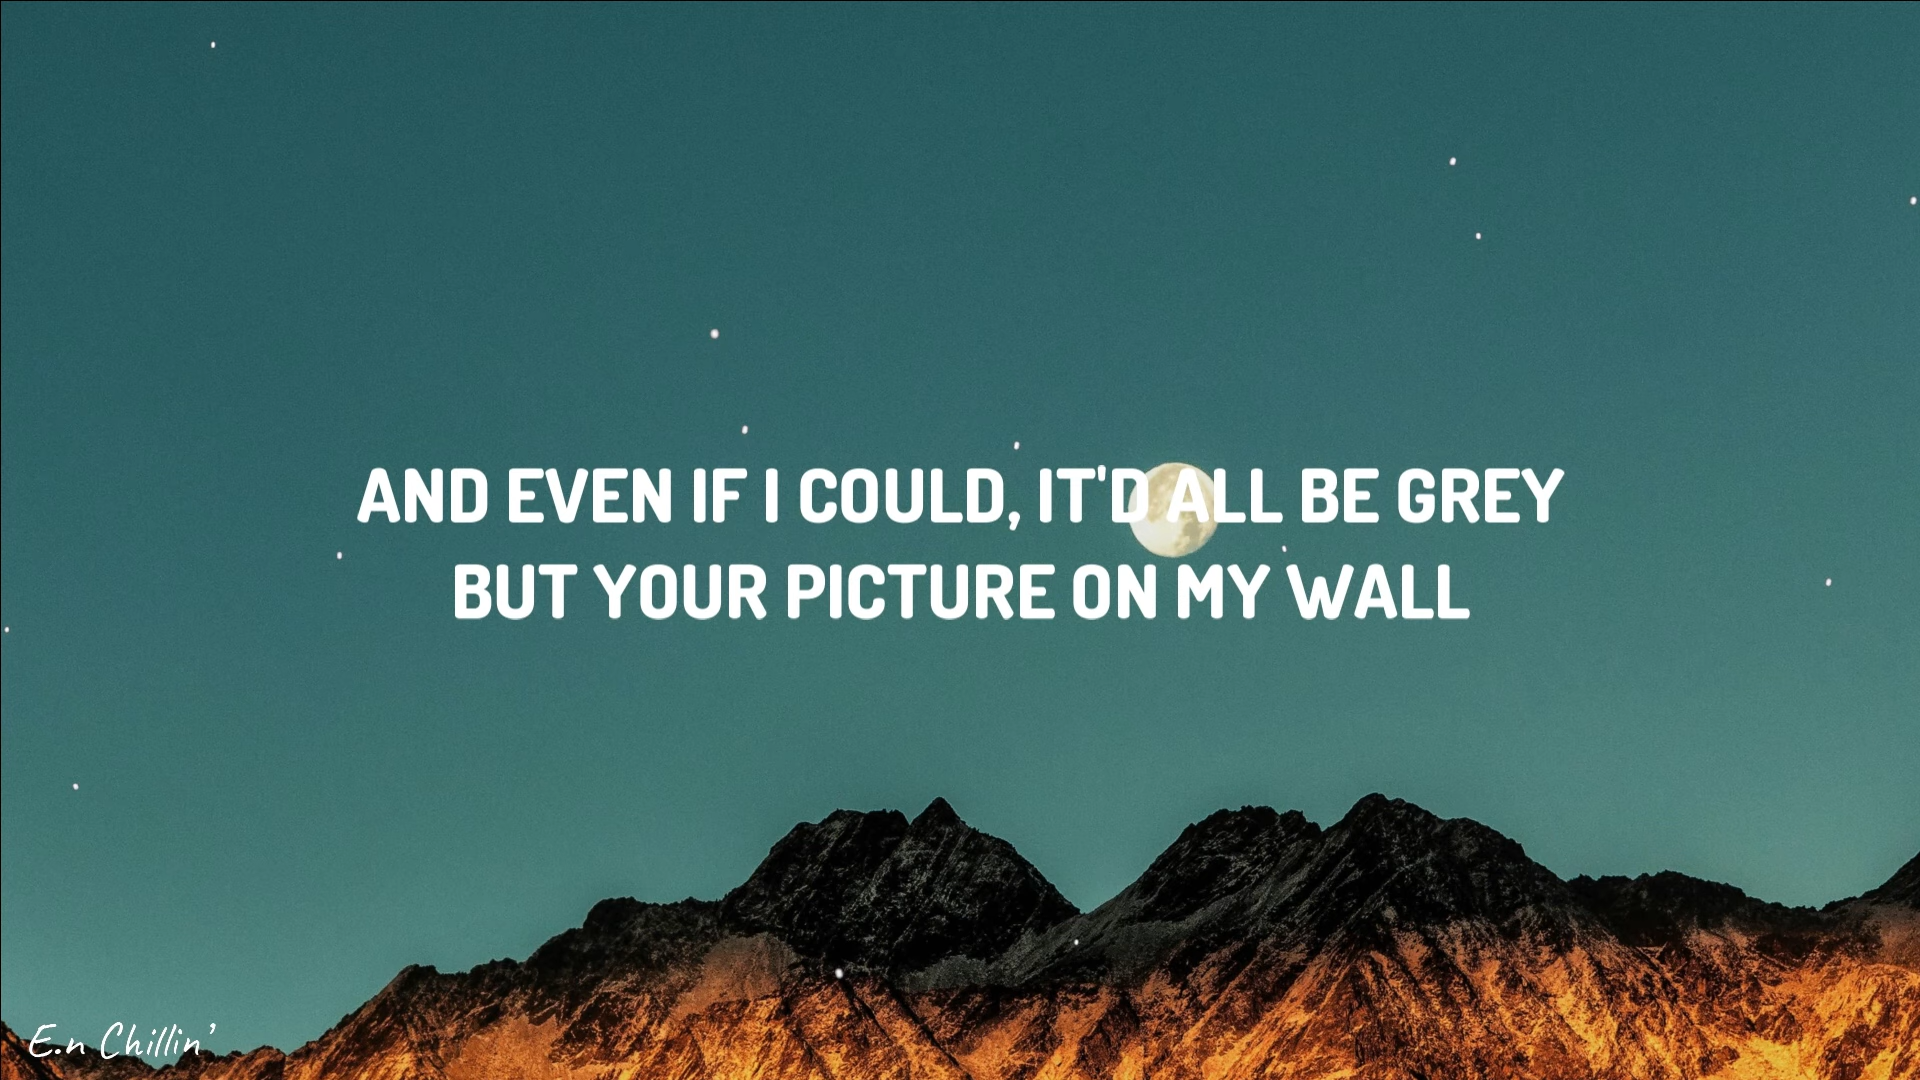 AND EVEN IF I COULD, IT'D ALL BE GREY
BUT YOUR PICTURE ON MY WALL
E.n Chillin'